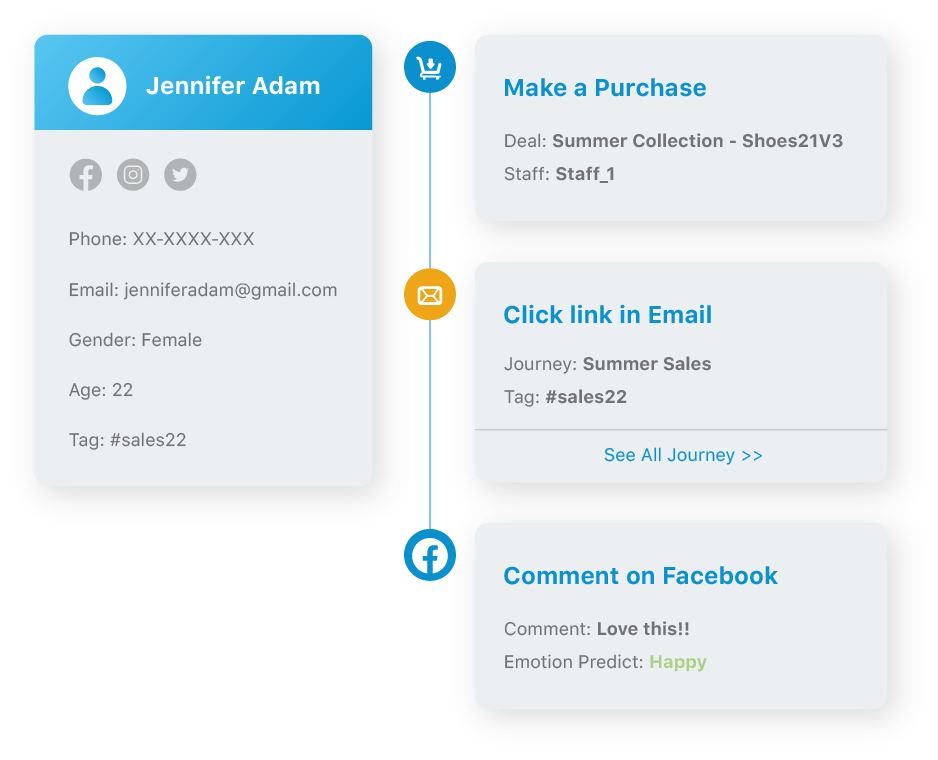 Jennifer Adam
Phone: XX-XXXX-XXX
Email: jenniferadam@gmail.com
Gender: Female
Age: 22
Tag: #sales22
Make a Purchase
Deal: Summer Collection - Shoes21V3
Staff: Staff_1
Click link in Email
Journey: Summer Sales
Tag: #sales22
See All Journey >>
Comment on Facebook
Comment: Love this!!
Emotion Predict: Happy